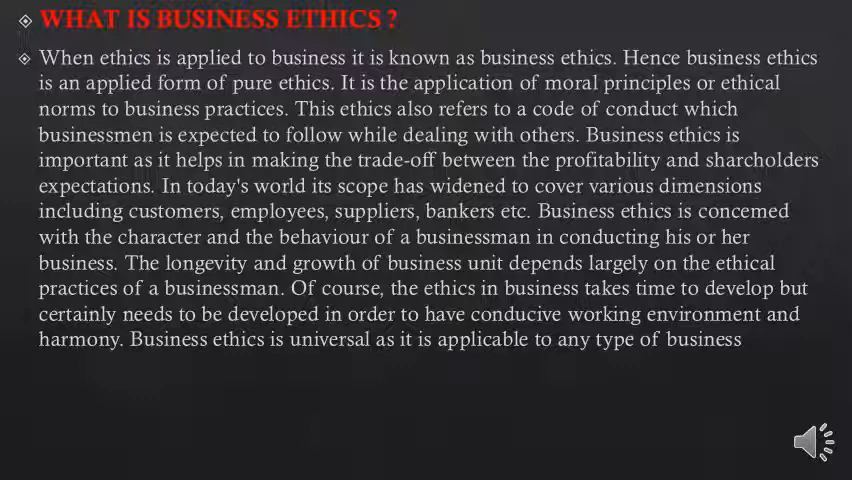 WHAT IS BUSINESS ETHICS ?
When ethics is applied to business it is known as business ethics. Hence business ethics
is an applied form of pure ethics. It is the application of moral principles or ethical
norms to business practices. This ethics also refers to a code of conduct which
businessmen is expected to follow while dealing with others. Business ethics is
important as it helps in making the trade-off between the profitability and sharcholders
expectations. In today's world its scope has widened to cover various dimensions
including customers, employees, suppliers, bankers etc. Business ethics is concemed
with the character and the behaviour of a businessman in conducting his or her
business. The longevity and growth of business unit depends largely on the ethical
practices of a businessman. Of course, the ethics in business takes time to develop but
certainly needs to be developed in order to have conducive working environment and
harmony. Business ethics is universal as it is applicable to any type of business